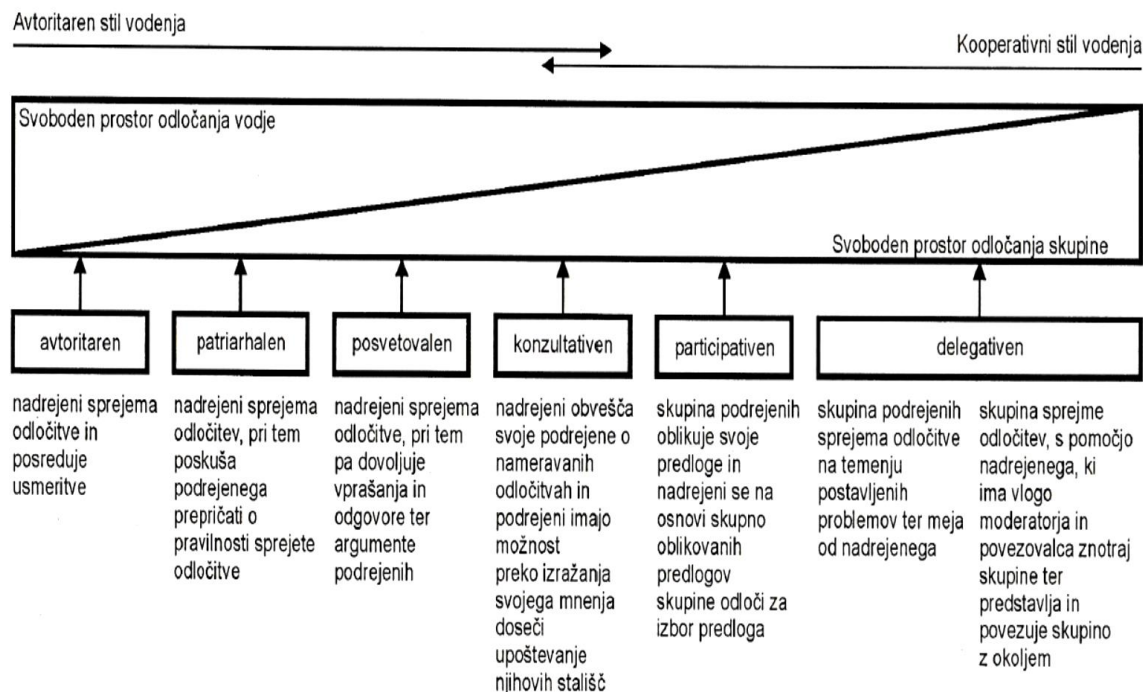 Avtoritaren stil vodenja
Kooperativni stil vodenja
Svoboden prostor odločanja vodje
Svoboden prostor odločanja skupine
avtoritaren
patriarhalen
posvetovalen
konzultativen
participativen
delegativen
nadrejeni sprejema
odločitve in
posreduje
usmeritve
nadrejeni sprejema
odločitev, pri tem
poskuša
podrejenega
prepričati o
pravilnosti sprejete
odločitve
nadrejeni sprejema
odločitve, pri tem
pa dovoljuje
vprašanja in
odgovore ter
argumente
podrejenih
nadrejeni obvešča
svoje podrejene o
nameravanih
odločitvah in
podrejeni imajo
možnost
preko izražanja
svojega mnenja
doseči
upoštevanje
njihovih stališč
skupina podrejenih
oblikuje svoje
predloge in
nadrejeni se na
osnovi skupno
oblikovanih
predlogov
skupine odloči za
izbor predloga
skupina podrejenih
sprejema odločitve
na temenju
postavljenih
problemov ter meja
od nadrejenega
skupina sprejme
odločitev, s pomočjo
nadrejenega, ki
ima vlogo
moderatorja in
povezovalca znotraj
skupine ter
predstavlja in
povezuje skupino
z okoljem